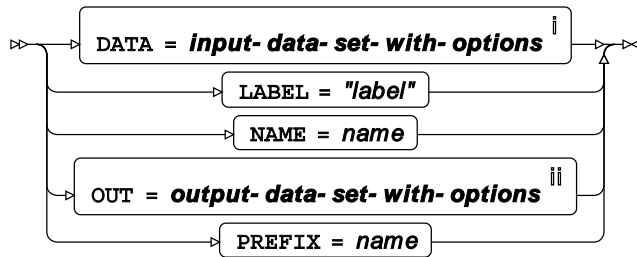 DATA = input- data- set- with- options i
LABEL = "label"
NAME = name
OUT = output- data- set- with- options ii
PREFIX = name